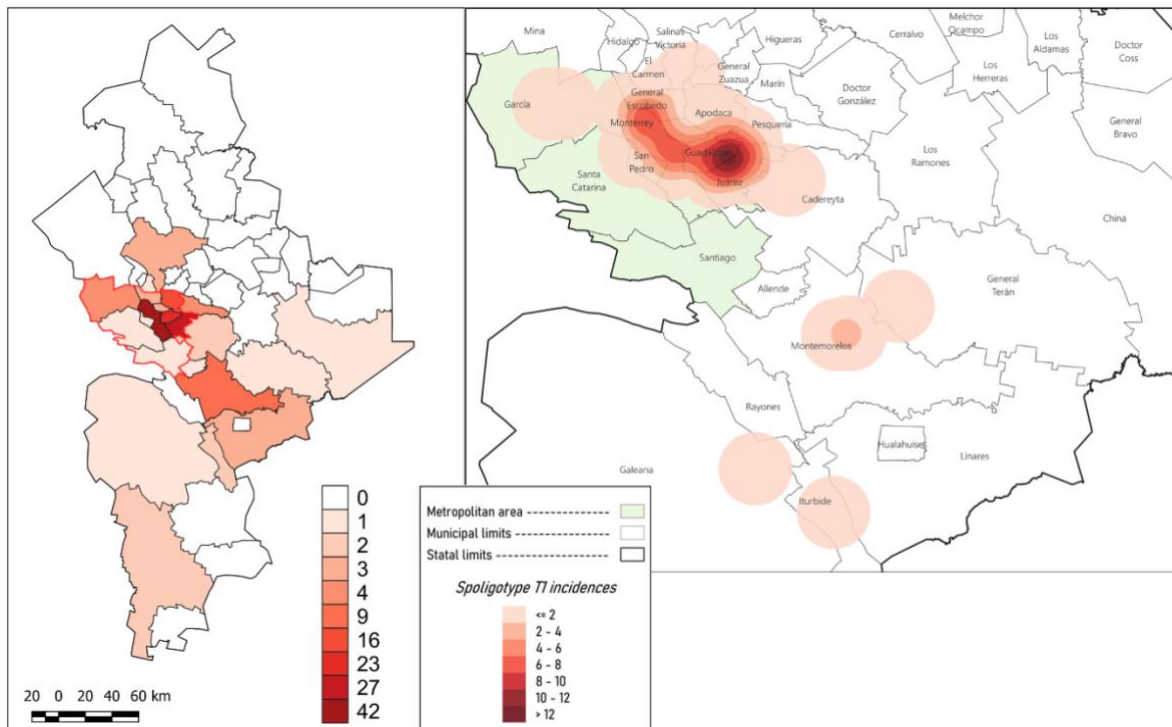 Mina
Hidalgo
Salinas
Victoria
Higueras
Cerralvo
Melchor
Ocampo
Los
Aldamas
Doctor
Coss
El
Carmen
General
Zuazua
Marín
Doctor
González
Los
Herreras
General
Bravo
García
General
Escobedo
Monterrey
Apodaca
Pesquería
Guadalupe
San
Pedro
Juárez
Santa
Catarina
Cadereyta
Los
Ramones
China
Santiago
Allende
General
Terán
Montemorelos
Rayones
Galeana
Iturbide
Hualahuises
Linares
0
1
2
3
4
9
16
23
27
42
20 0 20 40 60 km
Metropolitan area
Municipal limits
Statal limits
Spoligotype T1 incidences
<= 2
2 - 4
4 - 6
6 - 8
8 - 10
10 - 12
> 12